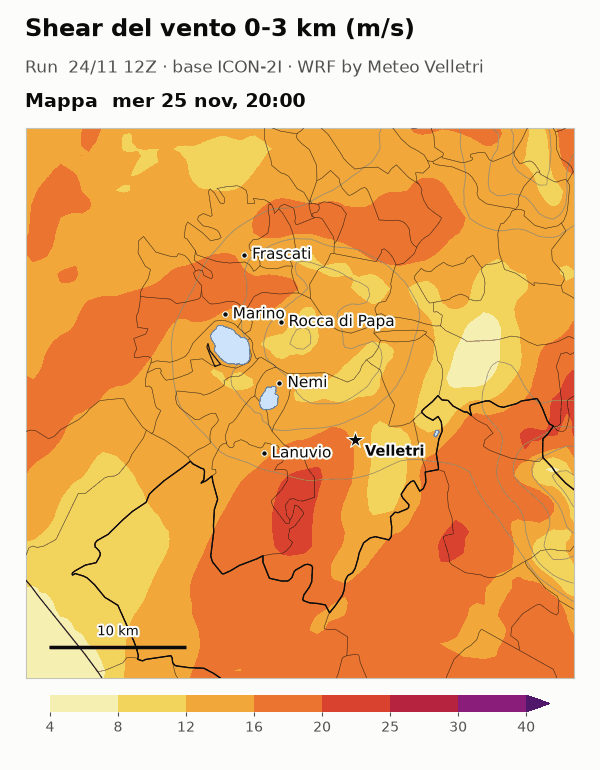 Shear del vento 0-3 km (m/s)
Run  24/11 12Z · base ICON-2I · WRF by Meteo Velletri
Mappa  mer 25 nov, 20:00
Frascati
Marino
Rocca di Papa
Nemi
Velletri
Lanuvio
10 km
4 8 12 16 20 25 30 40